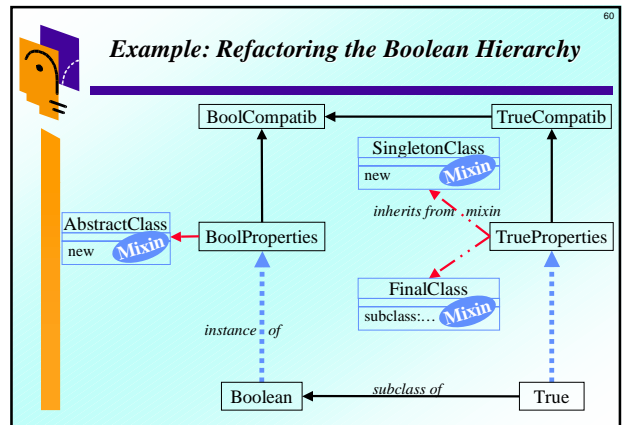 60
Example: Refactoring the Boolean Hierarchy
BoolCompatib
TrueCompatib
SingletonClass
new
Mixin
inherits from mixin
AbstractClass
new
Mixin
BoolProperties
TrueProperties
FinalClass
subclass:…
Mixin
instance of
Boolean
subclass of
True